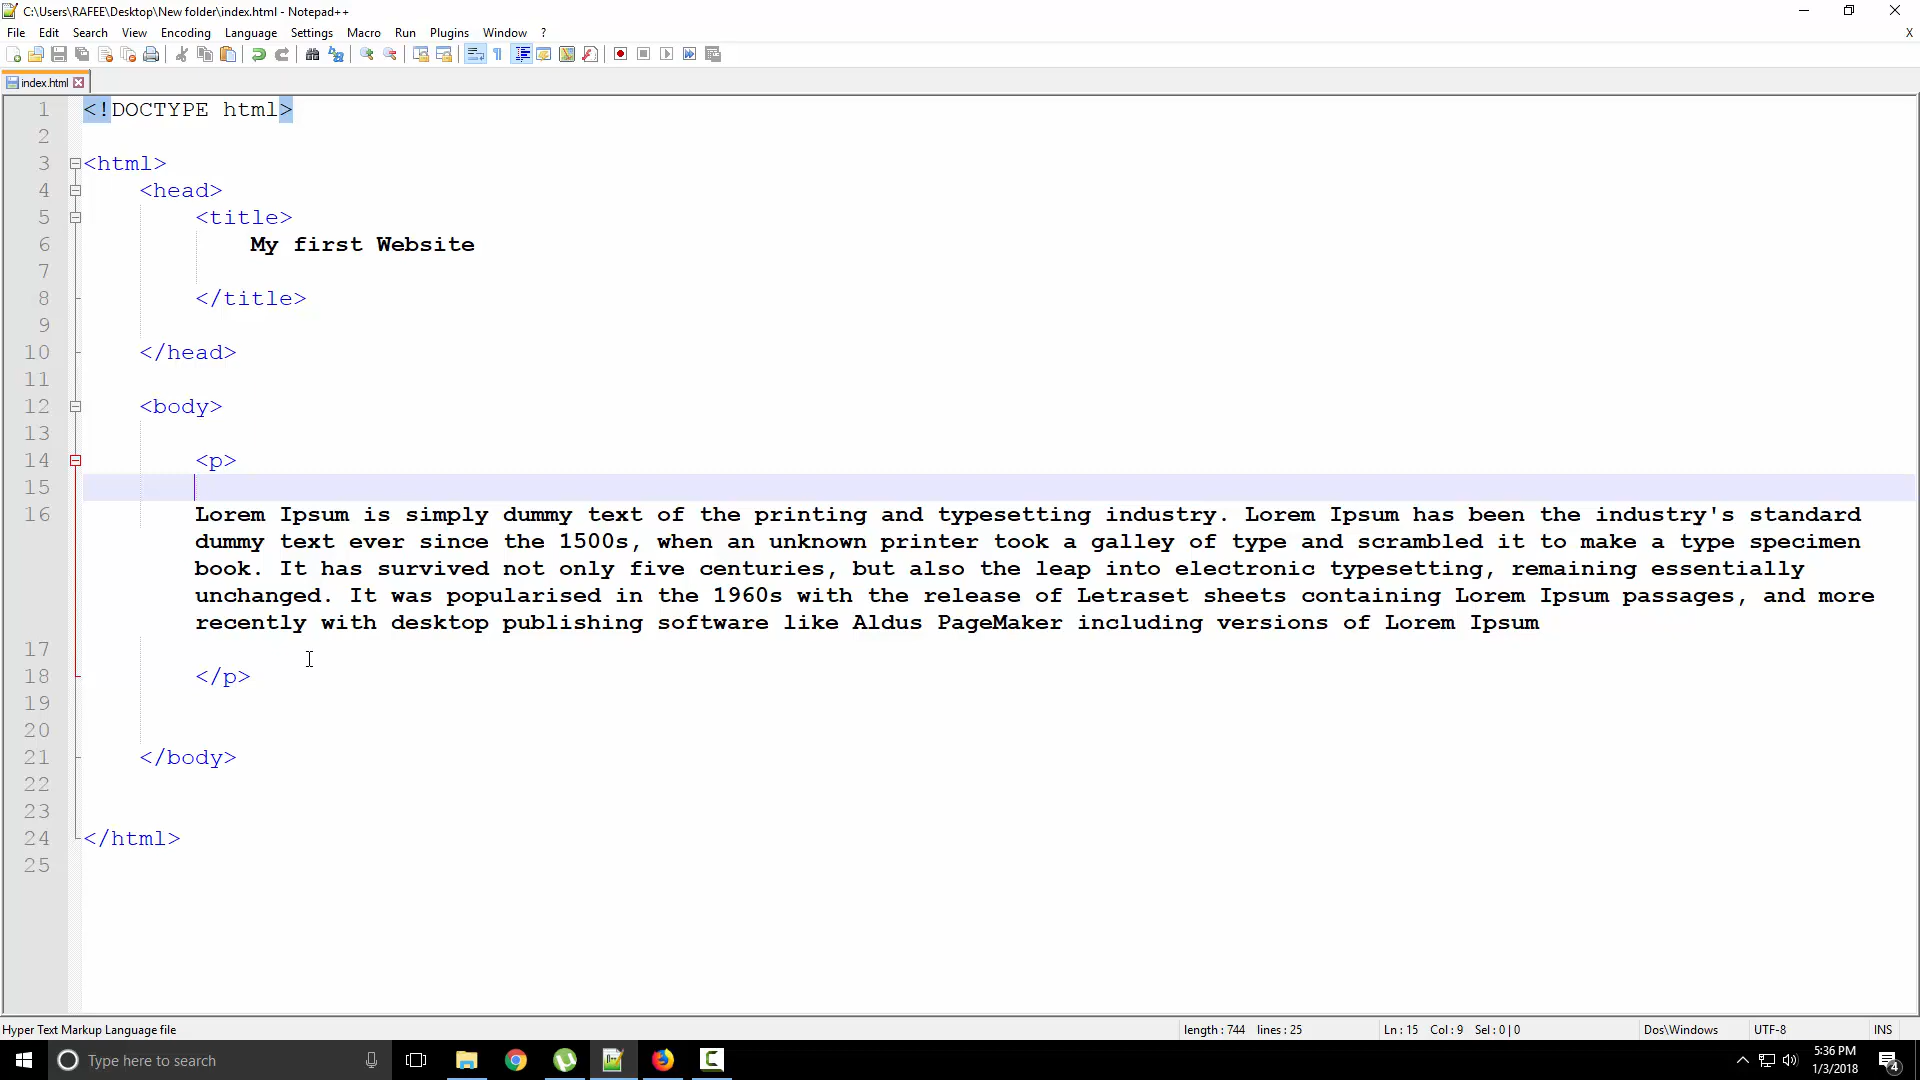 C:\Users\RAFEE\Desktop\New folder\index.html - Notepad++
File Edit Search View Encoding Language Settings Macro Run Plugins Window ? X
index.html
1 <!DOCTYPE html>
2
3 <html>
4 <head>
5 <title>
6 My first Website
7
8 </title>
9
10 </head>
11
12 <body>
13
14 <p>
15
16 Lorem Ipsum is simply dummy text of the printing and typesetting industry. Lorem Ipsum has been the industry's standard
dummy text ever since the 1500s, when an unknown printer took a galley of type and scrambled it to make a type specimen
book. It has survived not only five centuries, but also the leap into electronic typesetting, remaining essentially
unchanged. It was popularised in the 1960s with the release of Letraset sheets containing Lorem Ipsum passages, and more
recently with desktop publishing software like Aldus PageMaker including versions of Lorem Ipsum
17
18 </p>
19
20
21 </body>
22
23
24 </html>
25
Hyper Text Markup Language file length : 744 lines : 25 Ln : 15 Col : 9 Sel : 0 | 0 Dos\Windows UTF-8 INS
Type here to search
5:36 PM
1/3/2018
4